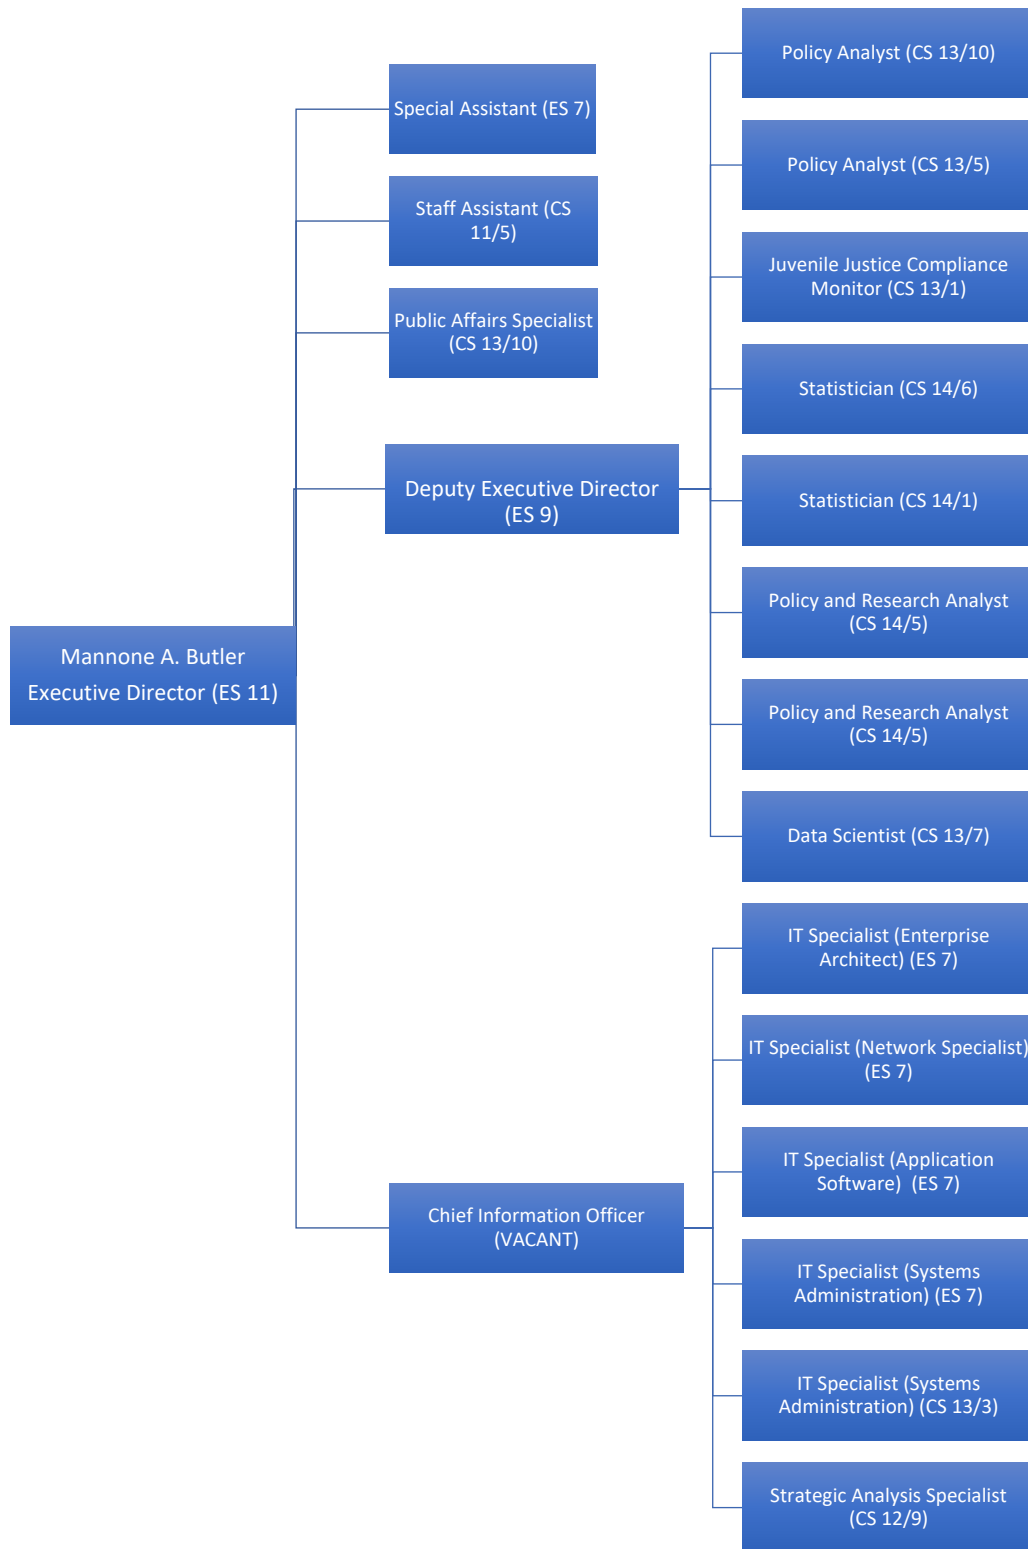 Mannone A. Butler
Executive Director (ES 11)
Special Assistant (ES 7)
Staff Assistant (CS
11/5)
Public Affairs Specialist
(CS 13/10)
Deputy Executive Director
(ES 9)
Policy Analyst (CS 13/10)
Policy Analyst (CS 13/5)
Juvenile Justice Compliance
Monitor (CS 13/1)
Statistician (CS 14/6)
Statistician (CS 14/1)
Policy and Research Analyst
(CS 14/5)
Policy and Research Analyst
(CS 14/5)
Data Scientist (CS 13/7)
Chief Information Officer
(VACANT)
IT Specialist (Enterprise
Architect) (ES 7)
IT Specialist (Network Specialist)
(ES 7)
IT Specialist (Application
Software)  (ES 7)
IT Specialist (Systems
Administration) (ES 7)
IT Specialist (Systems
Administration) (CS 13/3)
Strategic Analysis Specialist
(CS 12/9)